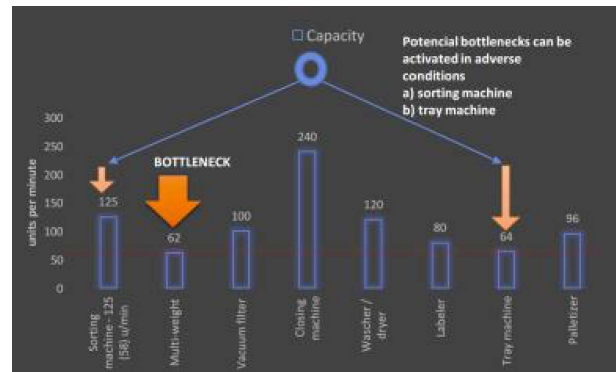 Capacity
Potencial bottlenecks can be
activated in adverse
conditions
a) sorting machine
b) tray machine
BOTTLENECK
units per minute
300
250
200
150
100
50
0
125
62
100
240
120
80
64
96
Sorting
machine - 125
(58) u/min
Multi-weight
Vacuum filter
Closing
machine
Wascher /
dryer
Labeler
Tray machine
Palletizer